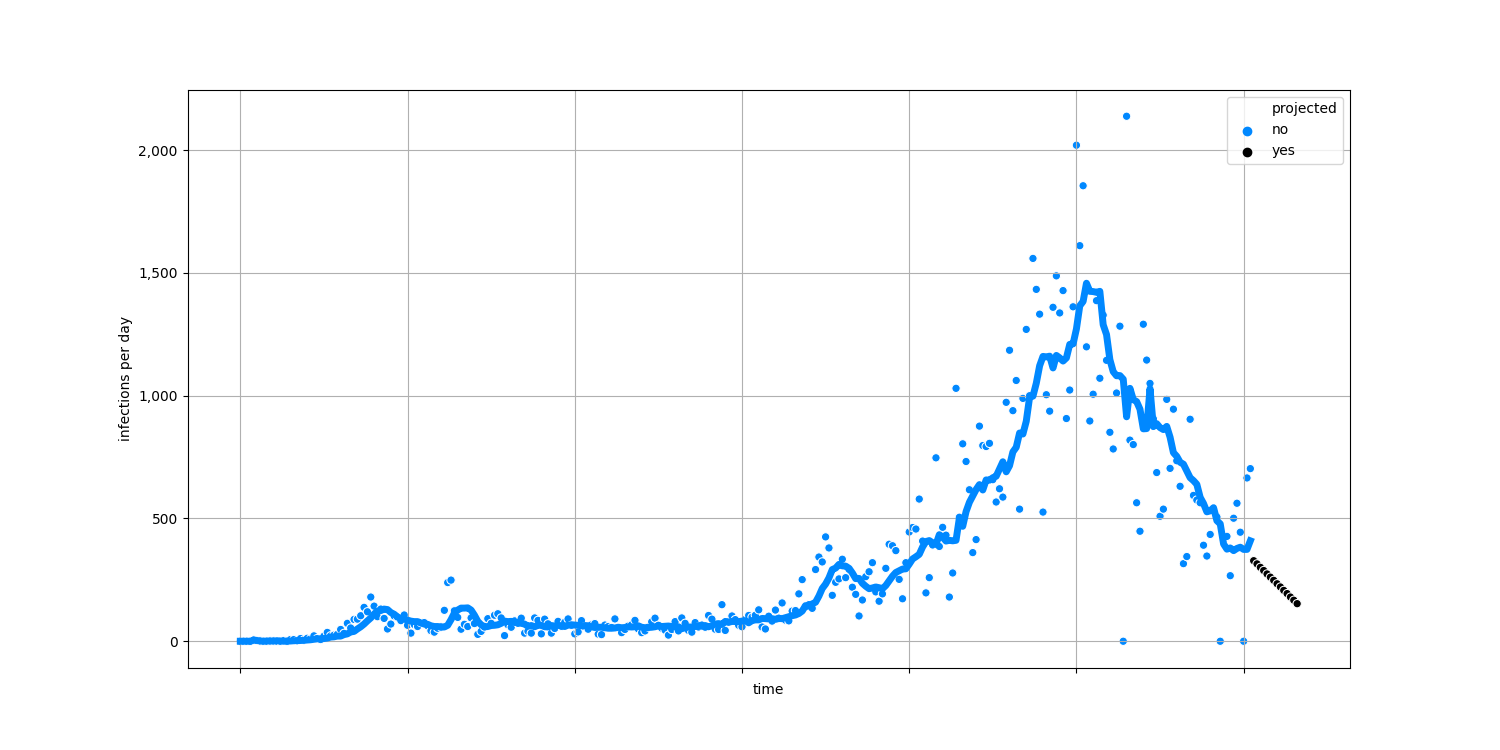 projected
no
yes
2,000
1,500
1,000
500
0
infections per day
time